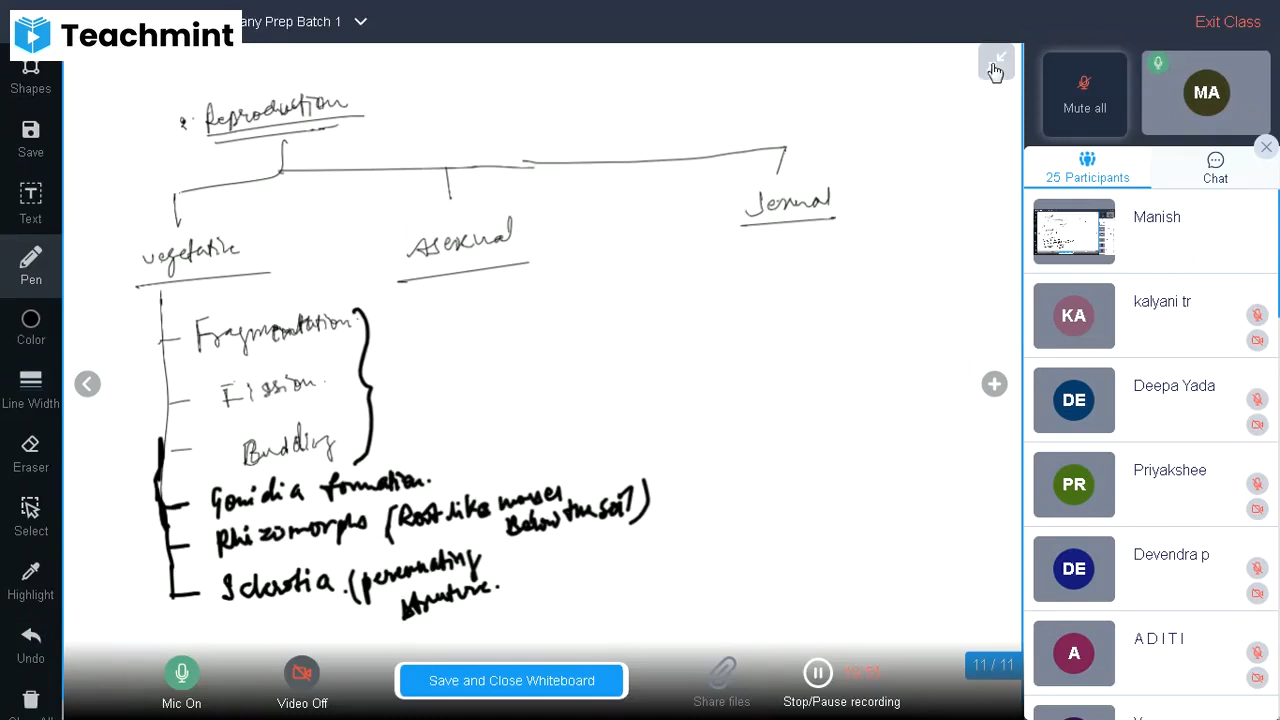 any Prep Batch 1
Exit Class
Teachmint
Shapes
Save
Text
Pen
Color
Line Width
Eraser
Select
Highlight
Undo
2. Reproduction
vegetative
Asexual
Sexual
Fragmentation.
Fission.
Budding
Gonidia formation.
Rhizomorphs (Root like masses
Below the soil)
Sclerotia. (perennating
structure.
Mute all
MA
25 Participants
Chat
Manish
KA
kalyani tr
DE
Deepa Yada
PR
Priyakshee
DE
Devendra p
A
A D I T I
11 / 11
Mic On
Video Off
Save and Close Whiteboard
Share files
Stop/Pause recording